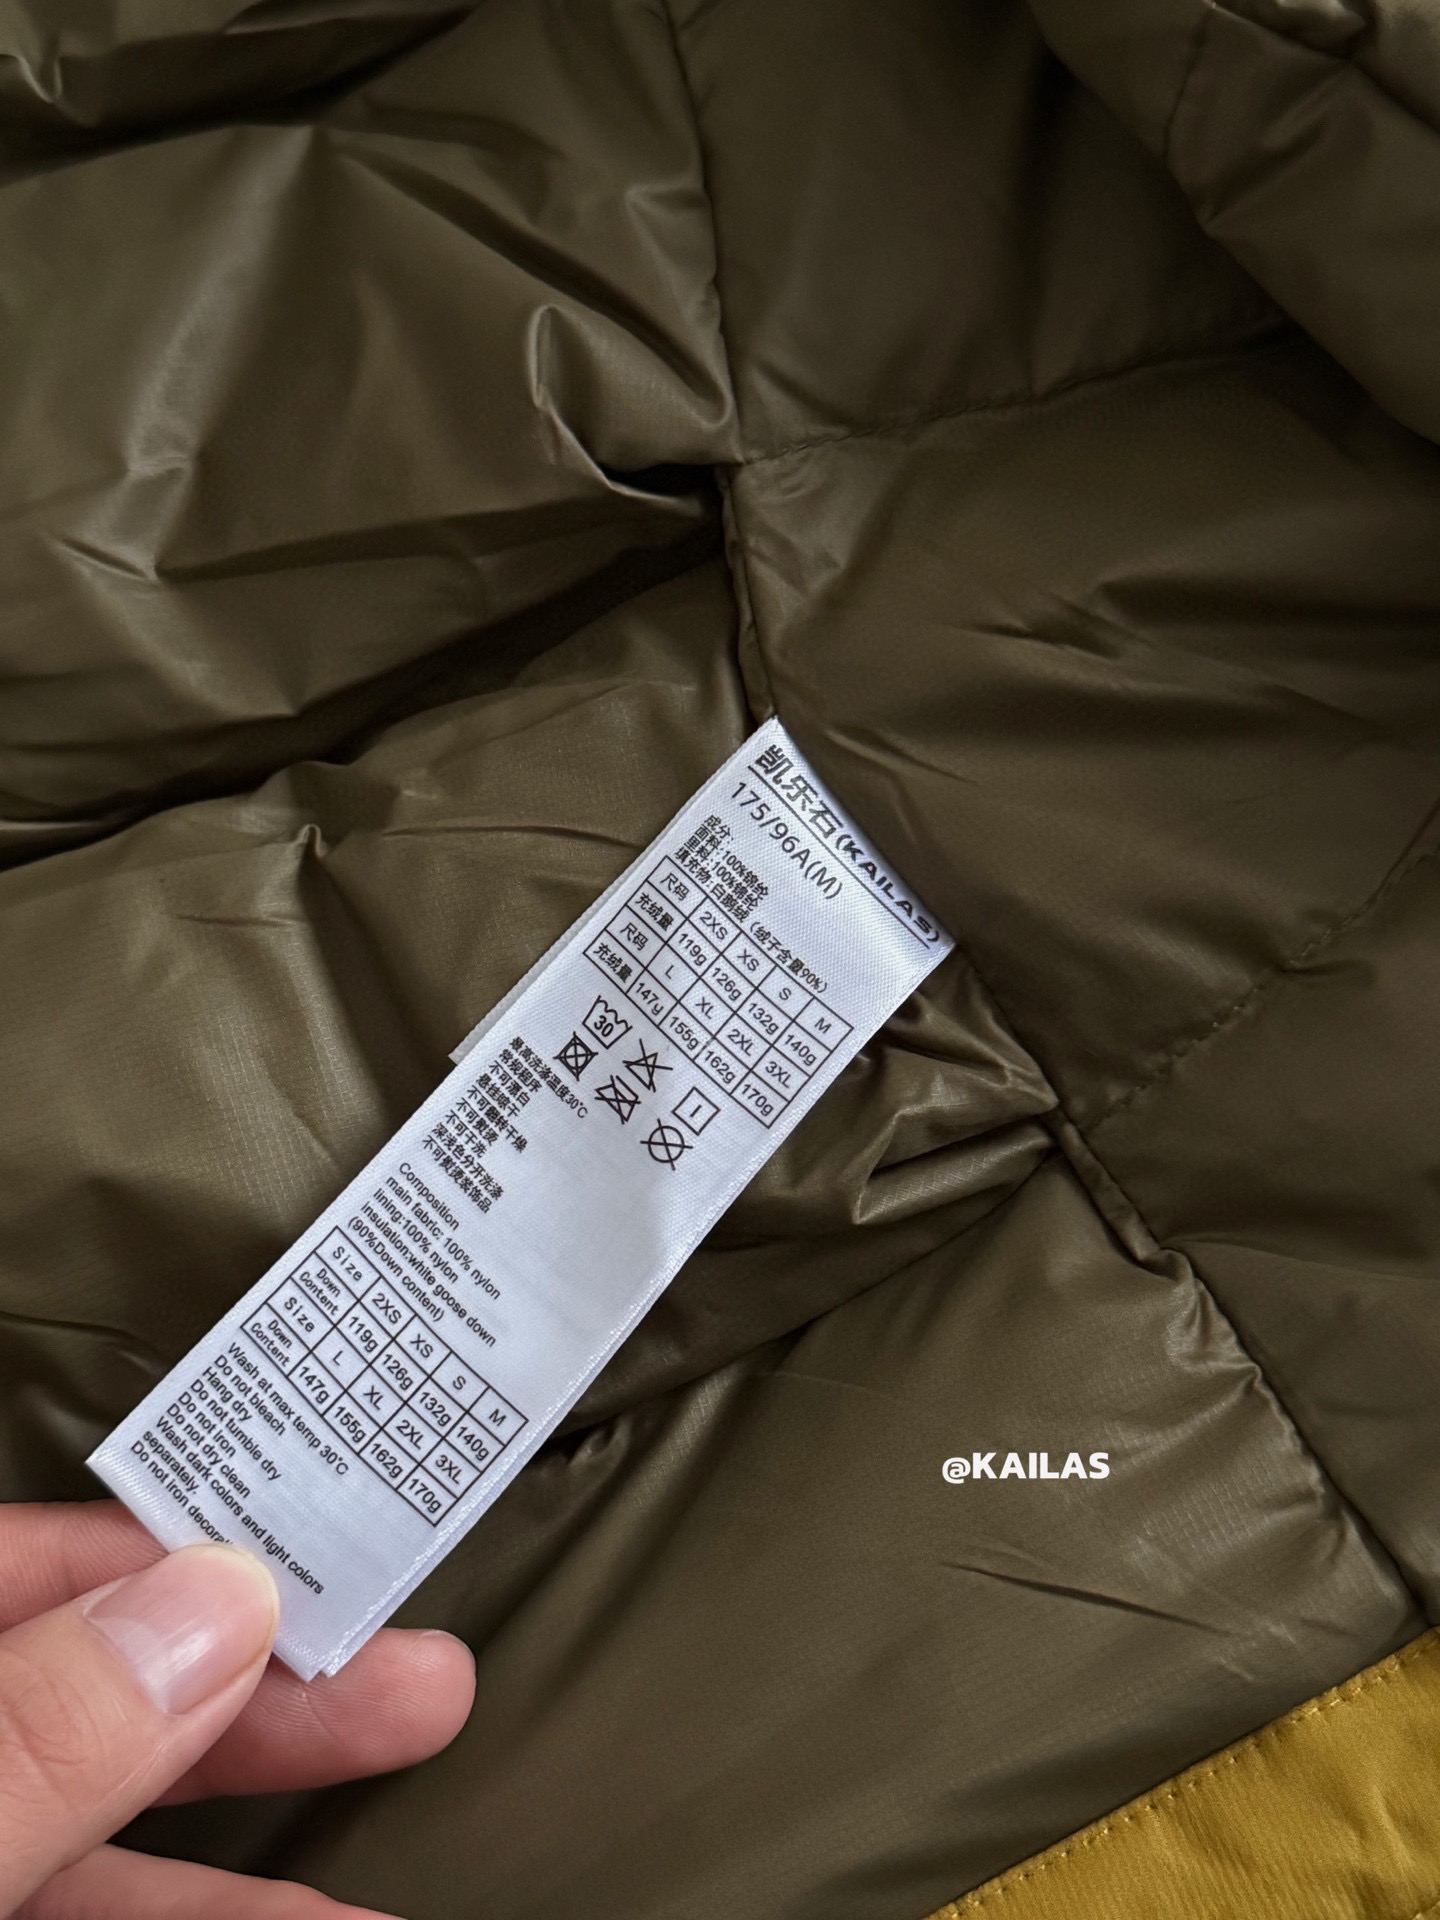 凯乐石(KAILAS)
175/96A(M)
成分:
面料:100%锦纶
里料:100%锦纶
填充物:白鹅绒(绒子含量90%)
尺码 2XS XS S M
充绒量 119g 126g 132g 140g
尺码 L XL 2XL 3XL
充绒量 147g 155g 162g 170g
30
最高洗涤温度30℃
常规程序
不可漂白
悬挂晾干
不可翻转干燥
不可熨烫
不可干洗
深浅色分开洗涤
不可熨烫装饰品
Composition
main fabric: 100% nylon
lining:100% nylon
insulation:white goose down
(90%Down content)
Size 2XS XS S M
Down Content 119g 126g 132g 140g
Size L XL 2XL 3XL
Down Content 147g 155g 162g 170g
Wash at max temp 30℃
Do not bleach
Hang dry
Do not tumble dry
Do not iron
Do not dry clean
Wash dark colors and light colors
separately.
Do not iron
@KAILAS